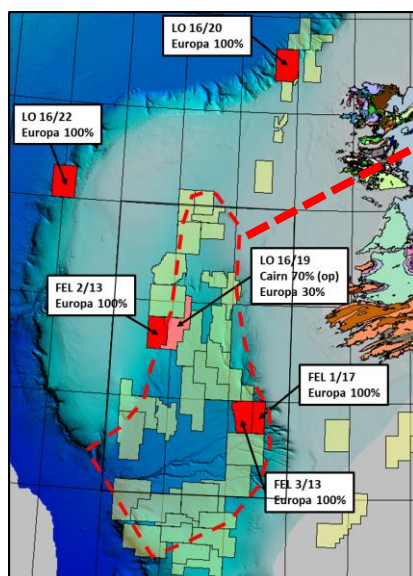 LO 16/20
Europa 100%
LO 16/22
Europa 100%
LO 16/19
Cairn 70% (op)
Europa 30%
FEL 2/13
Europa 100%
FEL 1/17
Europa 100%
FEL 3/13
Europa 100%